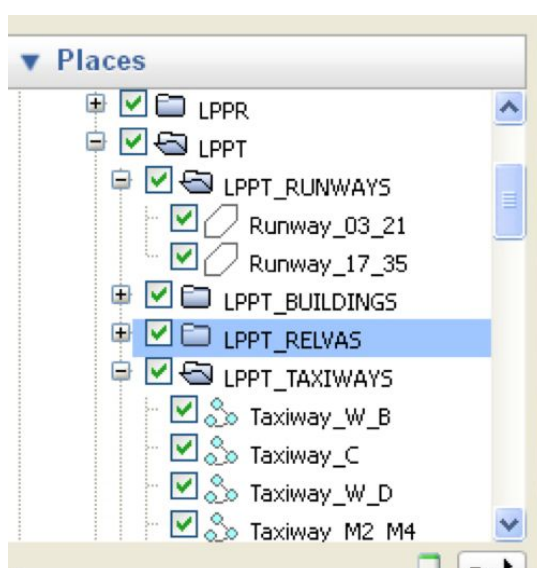 Places
LPPR
LPPT
LPPT_RUNWAYS
Runway_03_21
Runway_17_35
LPPT_BUILDINGS
LPPT_RELVAS
LPPT_TAXIWAYS
Taxiway_W_B
Taxiway_C
Taxiway_W_D
Taxiway_M2_M4